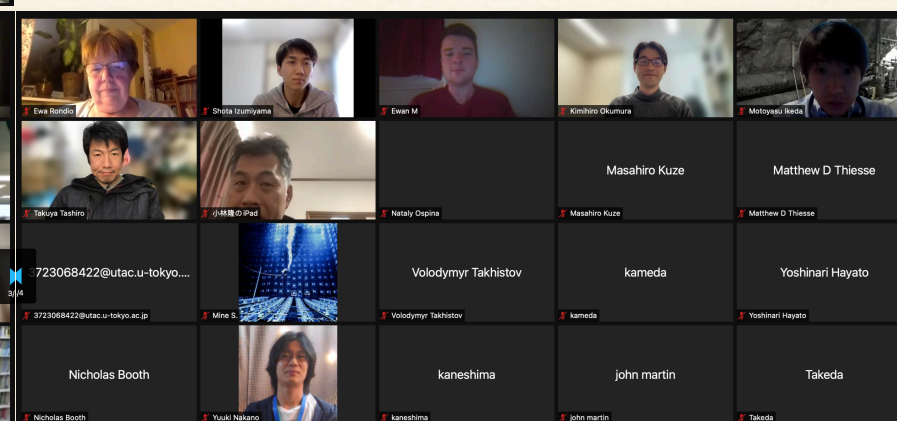 Ewa Rondio
Shota Izumiyama
Ewan M
Kimihiro Okumura
Motoyasu Ikeda
Takuya Tashiro
小林隆のiPad
Nataly Ospina
Masahiro Kuze
Masahiro Kuze
Matthew D Thiesse
Matthew D Thiesse
3/4
3723068422@utac.u-tokyo....
3723068422@utac.u-tokyo.ac.jp
Mine S.
Volodymyr Takhistov
Volodymyr Takhistov
kameda
kameda
Yoshinari Hayato
Yoshinari Hayato
Nicholas Booth
Nicholas Booth
Yuuki Nakano
kaneshima
kaneshima
john martin
john martin
Takeda
Takeda